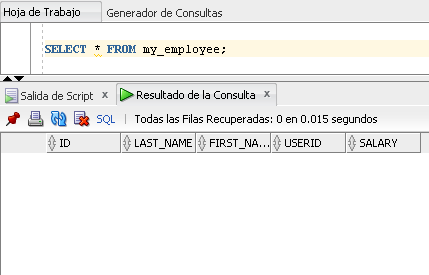 Hoja de Trabajo Generador de Consultas
SELECT * FROM my_employee;
Salida de Script x Resultado de la Consulta x
SQL | Todas las Filas Recuperadas: 0 en 0.015 segundos
ID LAST_NAME FIRST_NA... USERID SALARY